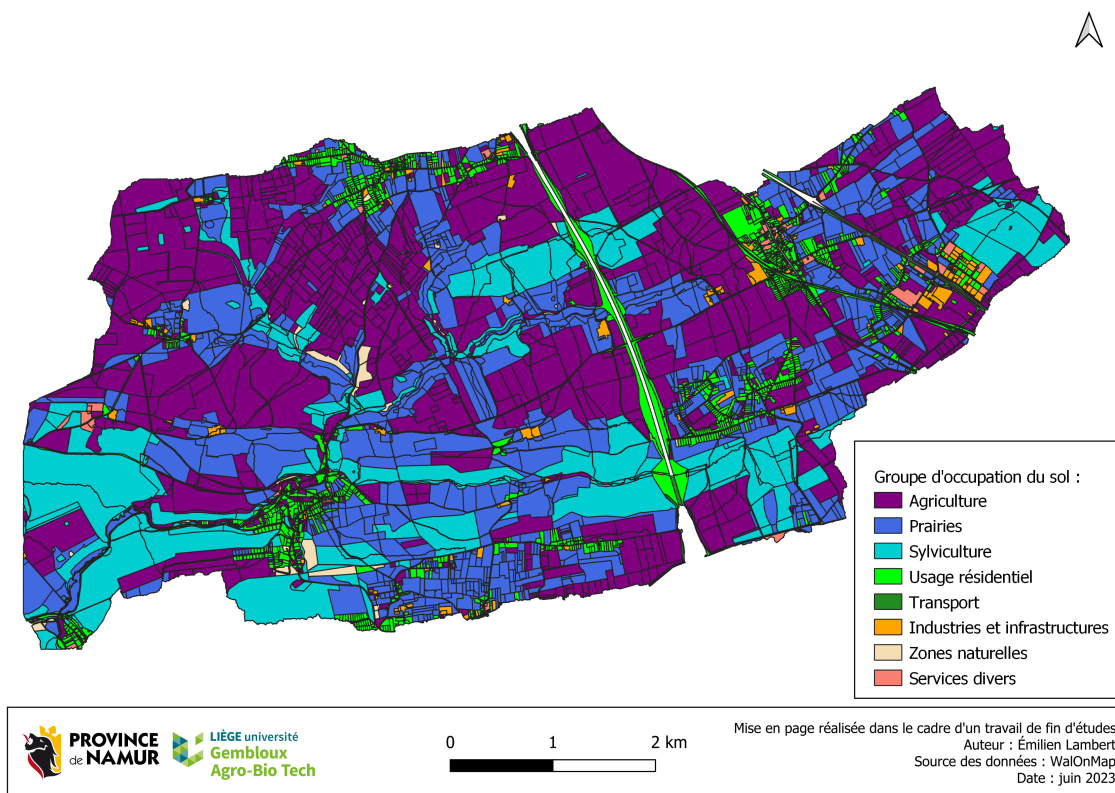 Groupe d'occupation du sol :
Agriculture
Prairies
Sylviculture
Usage résidentiel
Transport
Industries et infrastructures
Zones naturelles
Services divers
PROVINCE
de NAMUR
LIÈGE université
Gembloux
Agro-Bio Tech
0 1 2 km
Mise en page réalisée dans le cadre d'un travail de fin d'études
Auteur : Émilien Lambert
Source des données : WalOnMap
Date : juin 2023